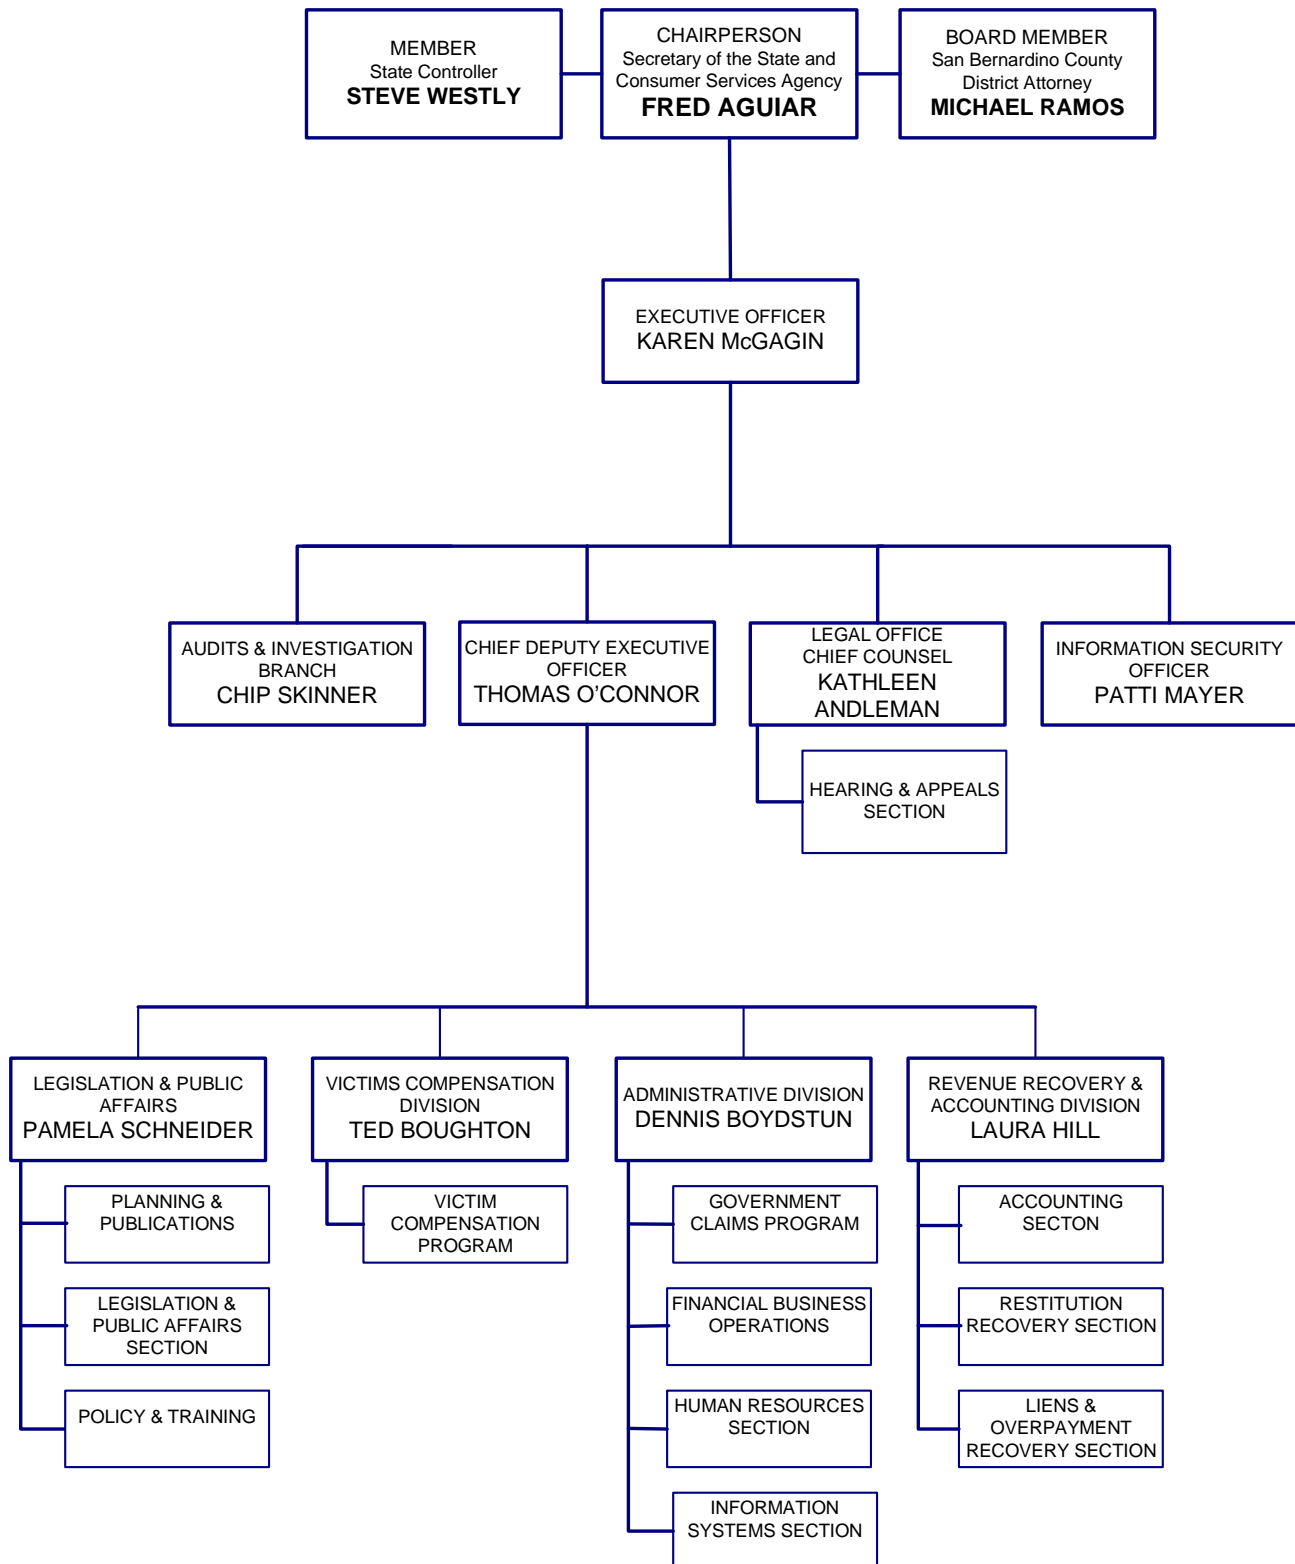 MEMBER
State Controller
STEVE WESTLY
CHAIRPERSON
Secretary of the State and
Consumer Services Agency
FRED AGUIAR
BOARD MEMBER
San Bernardino County
District Attorney
MICHAEL RAMOS
EXECUTIVE OFFICER
KAREN McGAGIN
AUDITS & INVESTIGATION
BRANCH
CHIP SKINNER
CHIEF DEPUTY EXECUTIVE
OFFICER
THOMAS O’CONNOR
LEGAL OFFICE
CHIEF COUNSEL
KATHLEEN
ANDLEMAN
INFORMATION SECURITY
OFFICER
PATTI MAYER
HEARING & APPEALS
SECTION
LEGISLATION & PUBLIC
AFFAIRS
PAMELA SCHNEIDER
VICTIMS COMPENSATION
DIVISION
TED BOUGHTON
ADMINISTRATIVE DIVISION
DENNIS BOYDSTUN
REVENUE RECOVERY &
ACCOUNTING DIVISION
LAURA HILL
PLANNING &
PUBLICATIONS
LEGISLATION &
PUBLIC AFFAIRS
SECTION
POLICY & TRAINING
VICTIM
COMPENSATION
PROGRAM
GOVERNMENT
CLAIMS PROGRAM
FINANCIAL BUSINESS
OPERATIONS
HUMAN RESOURCES
SECTION
INFORMATION
SYSTEMS SECTION
ACCOUNTING
SECTON
RESTITUTION
RECOVERY SECTION
LIENS &
OVERPAYMENT
RECOVERY SECTION